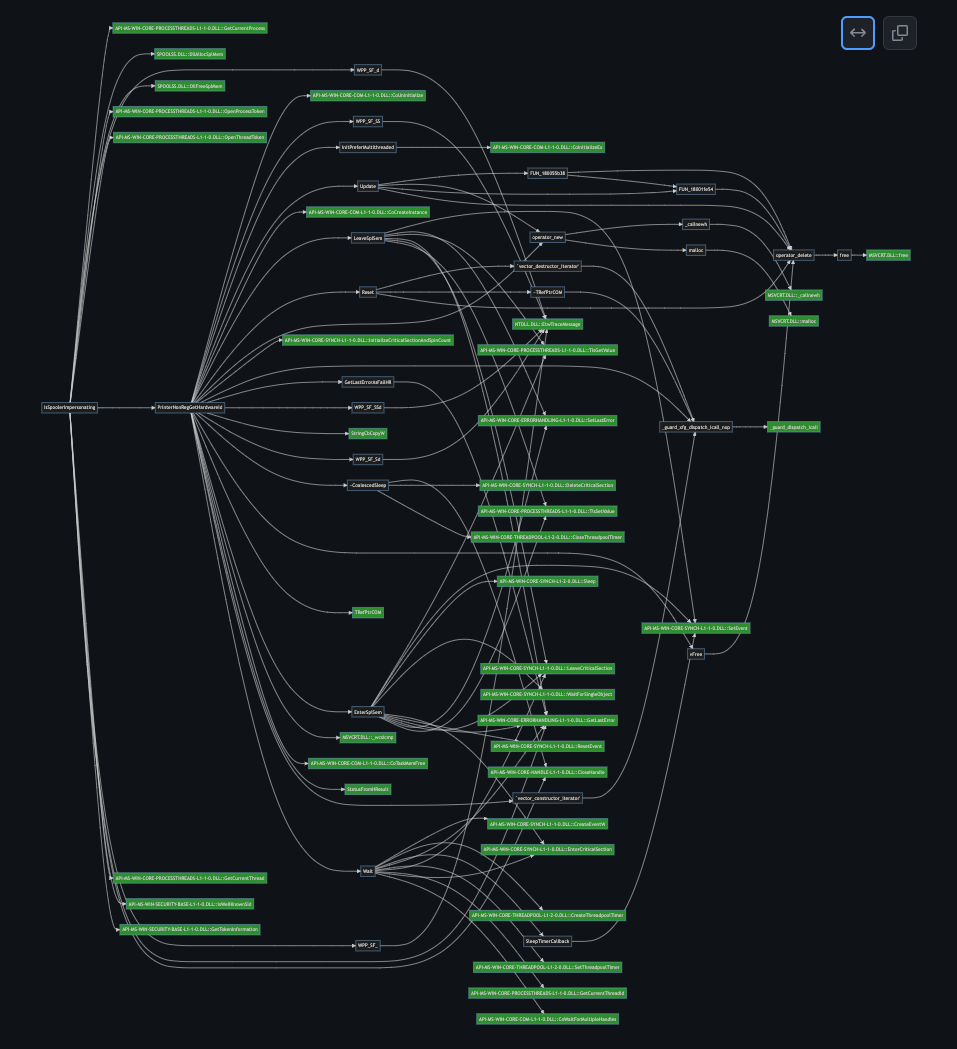 API-MS-WIN-CORE-PROCESSTHREADS-L1-1-0.DLL::GetCurrentProcess
SPOOLSS.DLL::DllAllocSplMem
WPP_SF_d
SPOOLSS.DLL::DllFreeSplMem
API-MS-WIN-CORE-COM-L1-1-0.DLL::CoUninitialize
API-MS-WIN-CORE-PROCESSTHREADS-L1-1-0.DLL::OpenProcessToken
WPP_SF_SS
API-MS-WIN-CORE-PROCESSTHREADS-L1-1-0.DLL::OpenThreadToken
InitPreferMultithreaded
API-MS-WIN-CORE-COM-L1-1-0.DLL::CoInitializeEx
FUN_180055b38
Update
FUN_18001fe54
API-MS-WIN-CORE-COM-L1-1-0.DLL::CoCreateInstance
_callnewh
LeaveSplSem
operator_new
malloc
operator_delete
free
MSVCRT.DLL::free
`vector_destructor_iterator'
Reset
~TRefPtrCOM
MSVCRT.DLL::_callnewh
MSVCRT.DLL::malloc
NTDLL.DLL::EtwTraceMessage
API-MS-WIN-CORE-SYNCH-L1-1-0.DLL::InitializeCriticalSectionAndSpinCount
API-MS-WIN-CORE-PROCESSTHREADS-L1-1-0.DLL::TlsGetValue
GetLastErrorAsFailHR
IsSpoolerImpersonating
PrinterNonRegGetHardwareId
WPP_SF_SSd
API-MS-WIN-CORE-ERRORHANDLING-L1-1-0.DLL::SetLastError
_guard_xfg_dispatch_icall_nop
_guard_dispatch_icall
StringCbCopyW
WPP_SF_Sd
~CoalescedSleep
API-MS-WIN-CORE-SYNCH-L1-1-0.DLL::DeleteCriticalSection
API-MS-WIN-CORE-PROCESSTHREADS-L1-1-0.DLL::TlsSetValue
API-MS-WIN-CORE-THREADPOOL-L1-2-0.DLL::CloseThreadpoolTimer
API-MS-WIN-CORE-SYNCH-L1-2-0.DLL::Sleep
TRefPtrCOM
API-MS-WIN-CORE-SYNCH-L1-1-0.DLL::SetEvent
vFree
API-MS-WIN-CORE-SYNCH-L1-1-0.DLL::LeaveCriticalSection
API-MS-WIN-CORE-SYNCH-L1-1-0.DLL::WaitForSingleObject
EnterSplSem
API-MS-WIN-CORE-ERRORHANDLING-L1-1-0.DLL::GetLastError
MSVCRT.DLL::_wcsicmp
API-MS-WIN-CORE-SYNCH-L1-1-0.DLL::ResetEvent
API-MS-WIN-CORE-COM-L1-1-0.DLL::CoTaskMemFree
API-MS-WIN-CORE-HANDLE-L1-1-0.DLL::CloseHandle
StatusFromHResult
`vector_constructor_iterator'
API-MS-WIN-CORE-SYNCH-L1-1-0.DLL::CreateEventW
API-MS-WIN-CORE-SYNCH-L1-1-0.DLL::EnterCriticalSection
Wait
API-MS-WIN-CORE-PROCESSTHREADS-L1-1-0.DLL::GetCurrentThread
API-MS-WIN-SECURITY-BASE-L1-1-0.DLL::IsWellKnownSid
API-MS-WIN-CORE-THREADPOOL-L1-2-0.DLL::CreateThreadpoolTimer
API-MS-WIN-SECURITY-BASE-L1-1-0.DLL::GetTokenInformation
WPP_SF_
SleepTimerCallback
API-MS-WIN-CORE-THREADPOOL-L1-2-0.DLL::SetThreadpoolTimer
API-MS-WIN-CORE-PROCESSTHREADS-L1-1-0.DLL::GetCurrentThreadId
API-MS-WIN-CORE-COM-L1-1-0.DLL::CoWaitForMultipleHandles